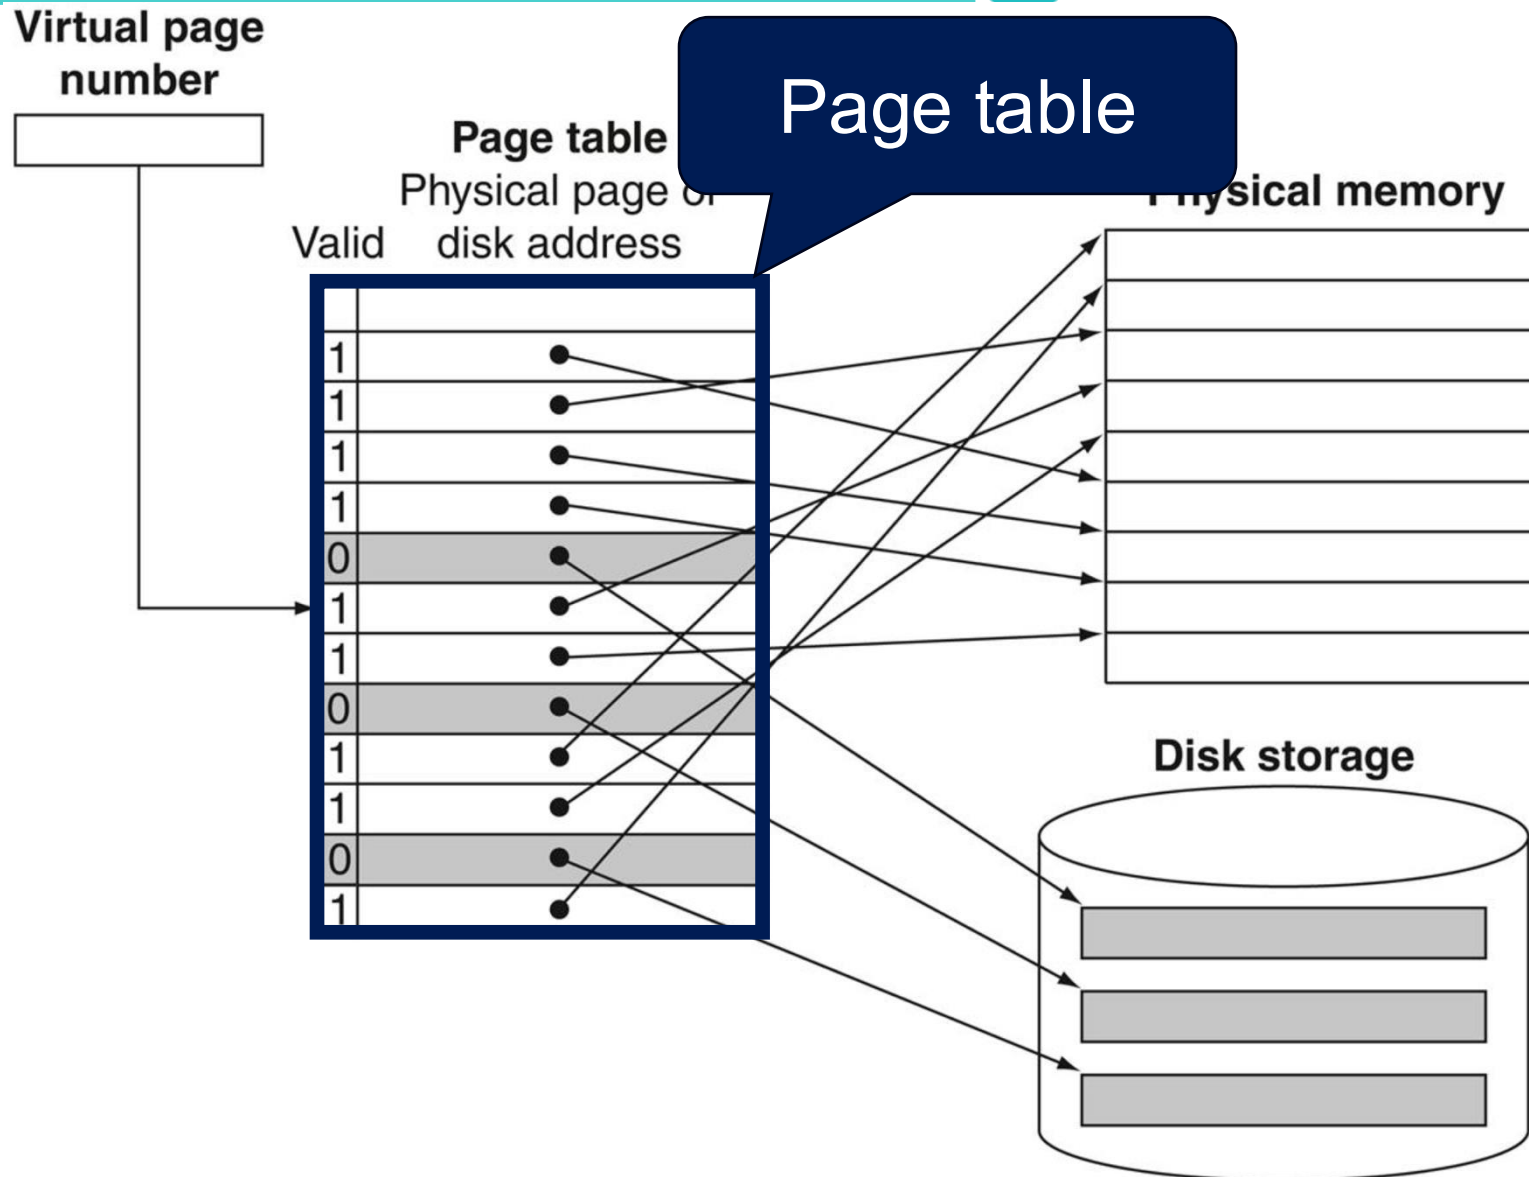 Virtual page
number
Page table
Page table
Physical page
Valid disk address
memory
1
1
1
1
0
1
1
0
1
1
0
1
Disk storage